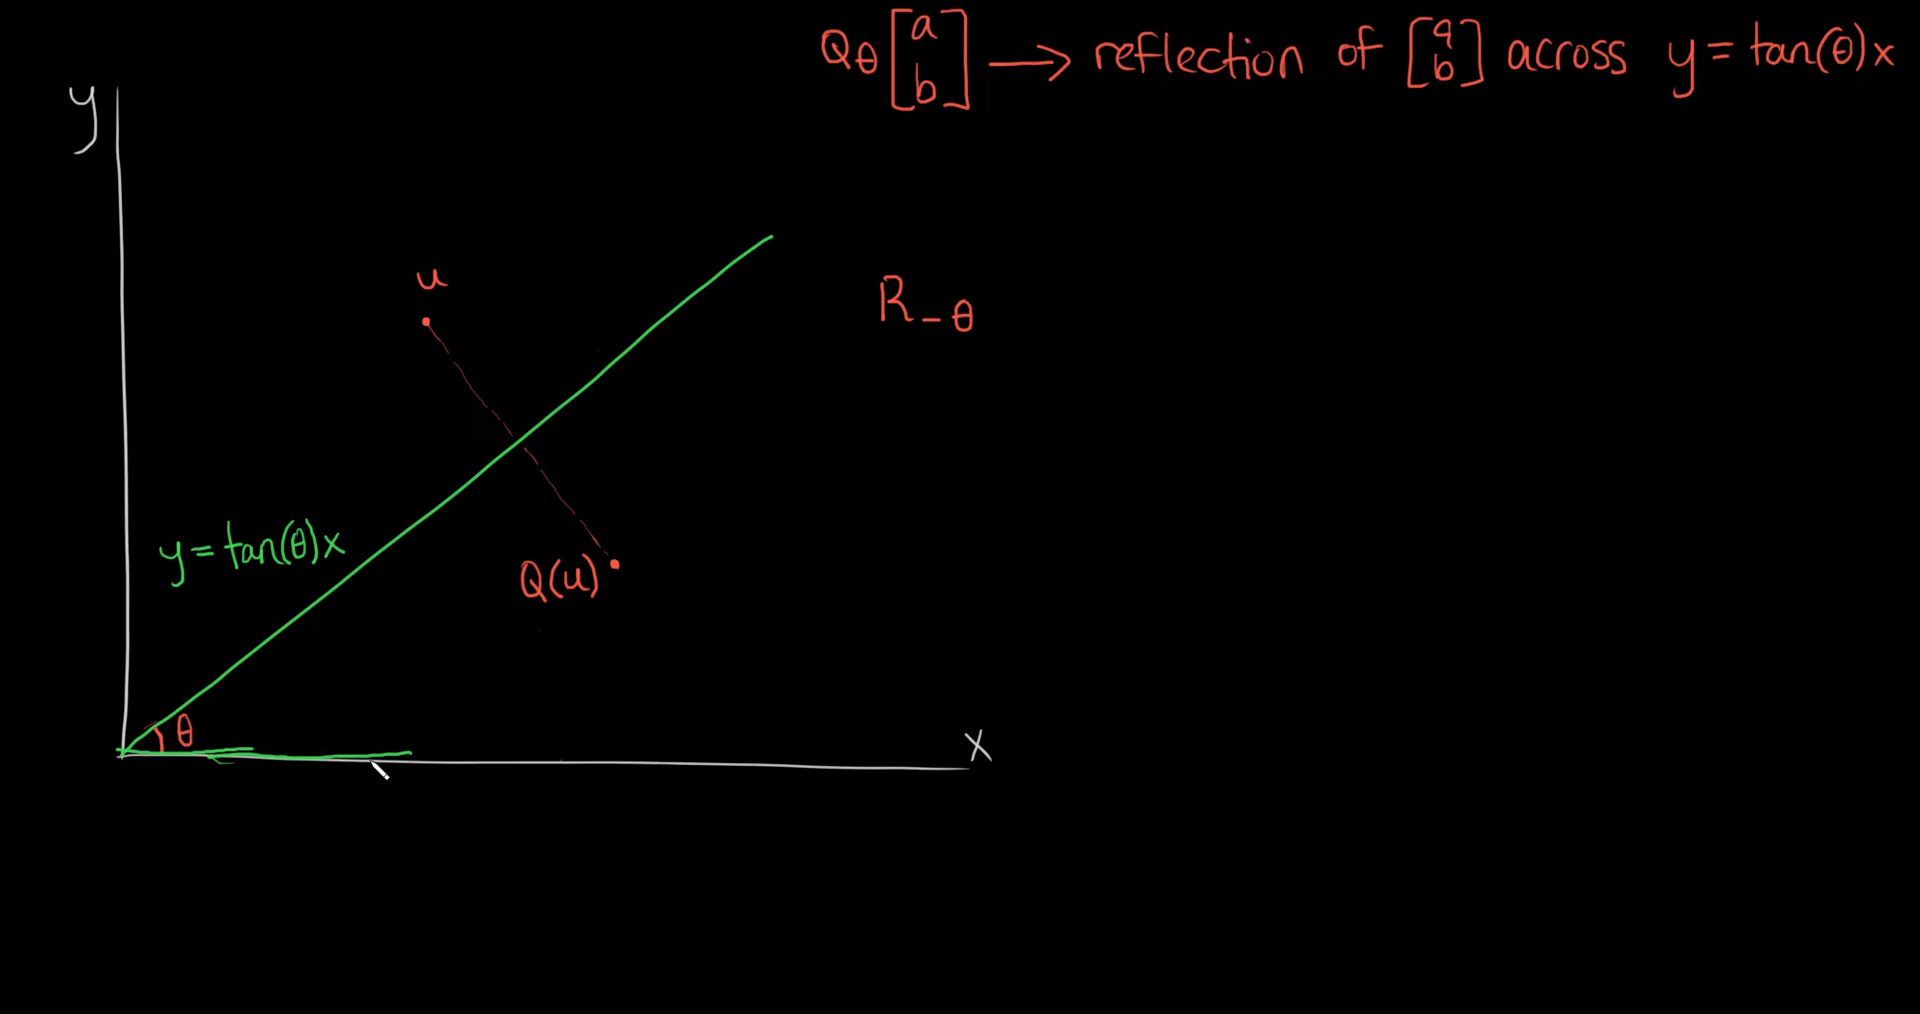 Qθ [a b] → reflection of [a b] across y = tan(θ)x
y
u
R-θ
y = tan(θ)x
Q(u)
θ
x